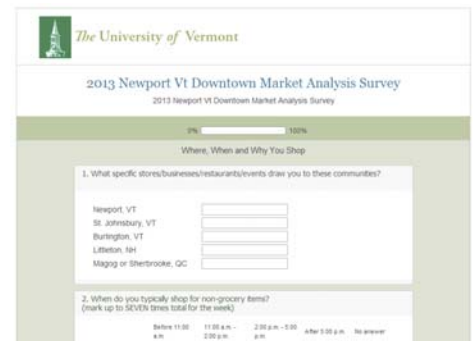 The University of Vermont
2013 Newport Vt Downtown Market Analysis Survey
2013 Newport Vt Downtown Market Analysis Survey
0% 100%
Where, When and Why You Shop
1. What specific stores/businesses/restaurants/events draw you to these communities?
Newport, VT
St. Johnsbury, VT
Burlington, VT
Littleton, NH
Magog or Sherbrooke, QC
2. When do you typically shop for non-grocery items?
(mark up to SEVEN times total for the week)
Before 11:00 11:00 a.m. - 2:00 p.m. - 5:00 After 5:00 p.m. No answer
a.m. 2:00 p.m. p.m.